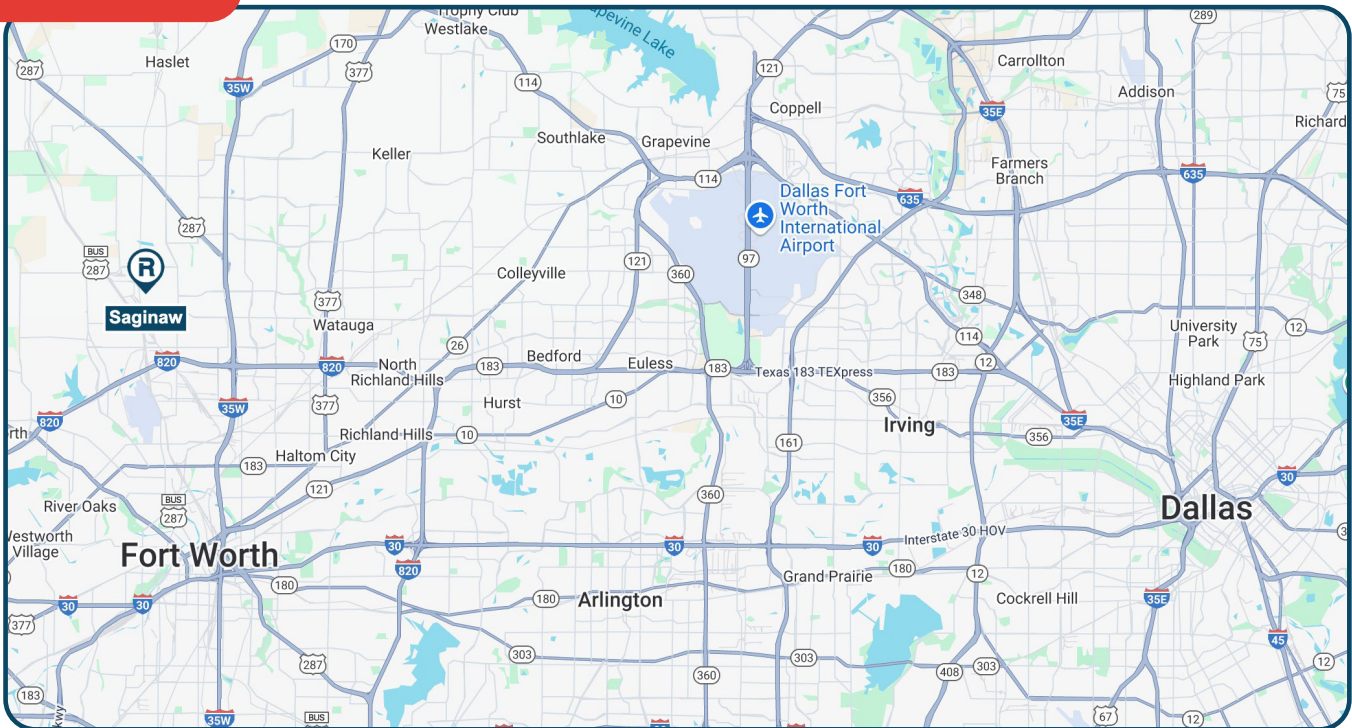 Trophy Club
Westlake
Haslet
170
377
287
35W
114
Grapevine Lake
121
Coppell
289
Carrollton
Addison
75
35E
Southlake
Grapevine
Keller
Farmers
Branch
635
635
114
Dallas Fort
Worth
International
Airport
287
BUS
287
R
Saginaw
121
360
97
Colleyville
377
Watauga
348
University
Park
12
75
114
26
820
820
North
Richland Hills
183
Bedford
Euless
183
Texas 183 TEXpress
183
12
Highland Park
377
35W
Hurst
10
356
Irving
35E
356
820
Richland Hills
10
161
Haltom City
183
121
30
River Oaks
BUS
287
360
Dallas
Westworth
Village
Fort Worth
30
820
30
30
Interstate 30 HOV
180
180
Grand Prairie
180
12
Cockrell Hill
35E
Arlington
30
30
377
45
287
303
303
303
408
12
360
183
35W
BUS
67
12